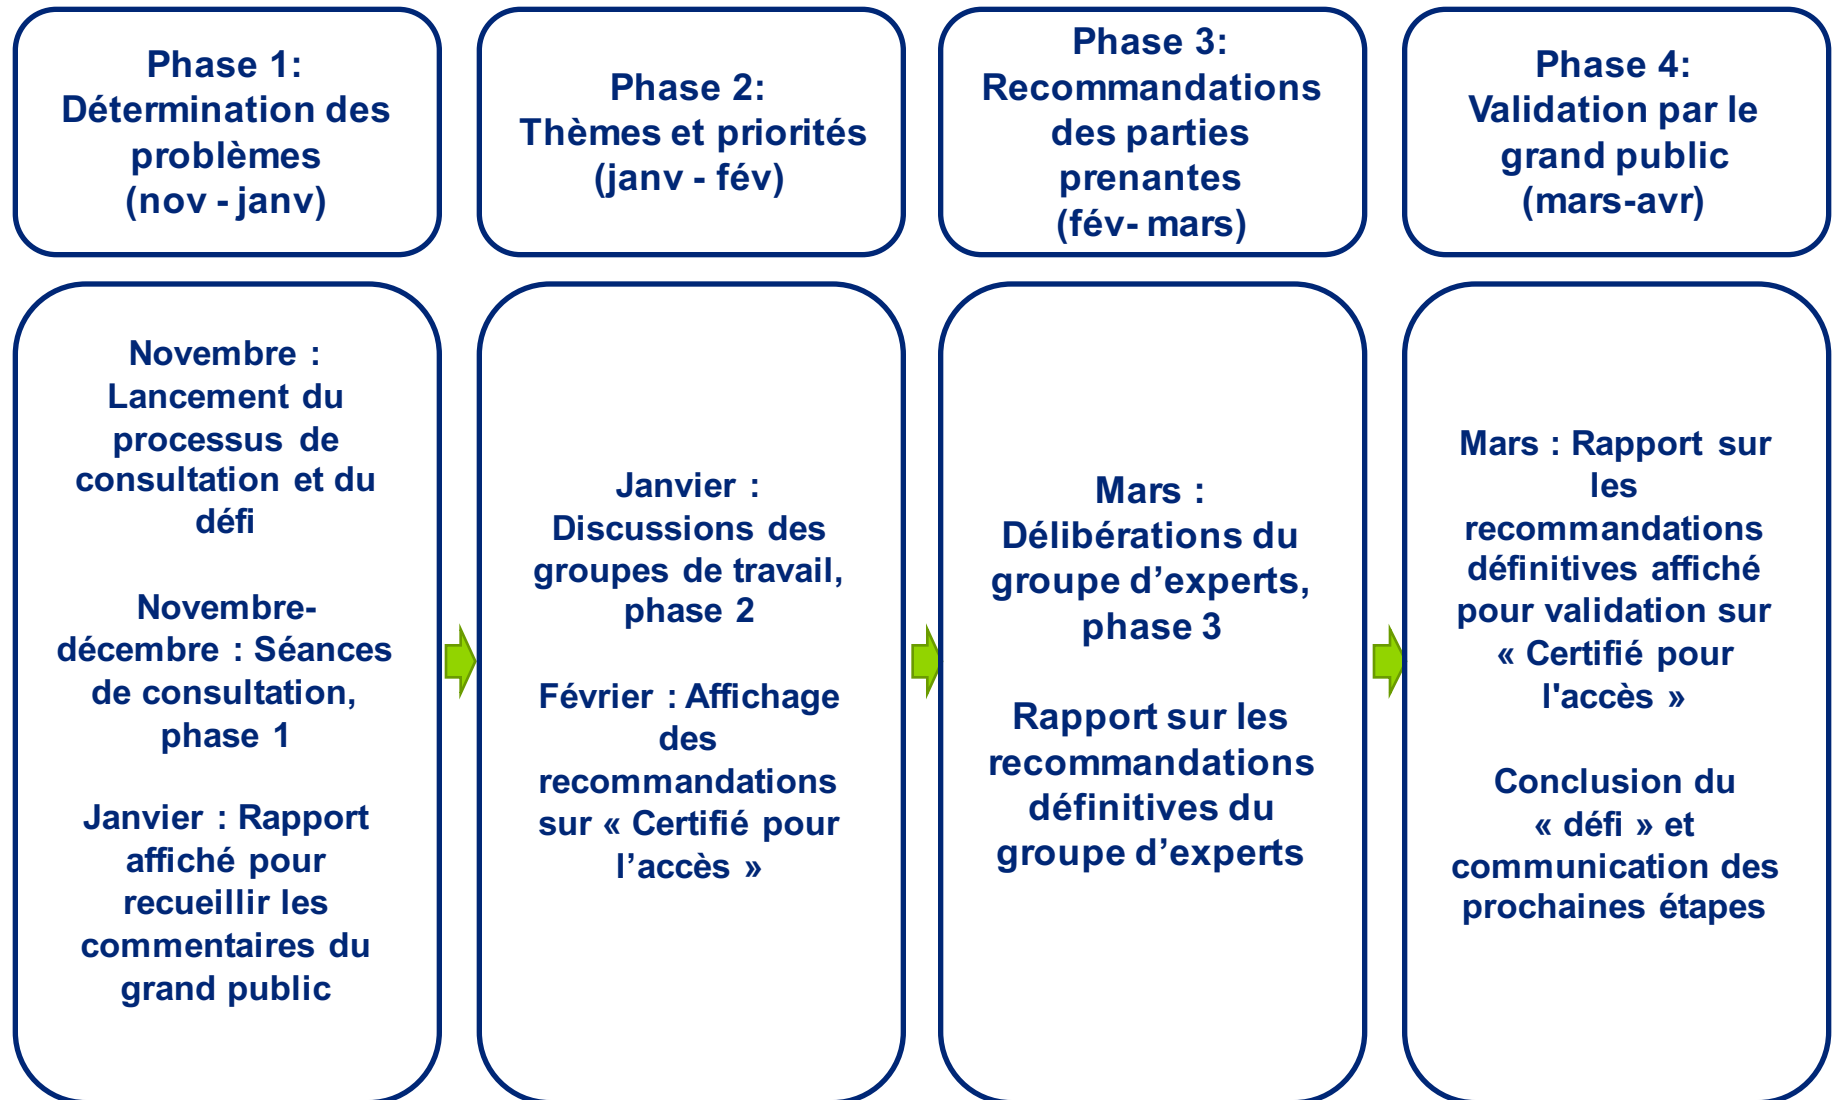 Phase 1:
Détermination des
problèmes
(nov - janv)
Phase 2:
Thèmes et priorités
(janv - fév)
Phase 3:
Recommandations
des parties
prenantes
(fév- mars)
Phase 4:
Validation par le
grand public
(mars-avr)
Novembre :
Lancement du
processus de
consultation et du
défi
Novembre-
décembre : Séances
de consultation,
phase 1
Janvier : Rapport
affiché pour
recueillir les
commentaires du
grand public
Janvier :
Discussions des
groupes de travail,
phase 2
Février : Affichage
des
recommandations
sur « Certifié pour
l’accès »
Mars :
Délibérations du
groupe d’experts,
phase 3
Rapport sur les
recommandations
définitives du
groupe d’experts
Mars : Rapport sur
les
recommandations
définitives affiché
pour validation sur
« Certifié pour
l'accès »
Conclusion du
« défi » et
communication des
prochaines étapes